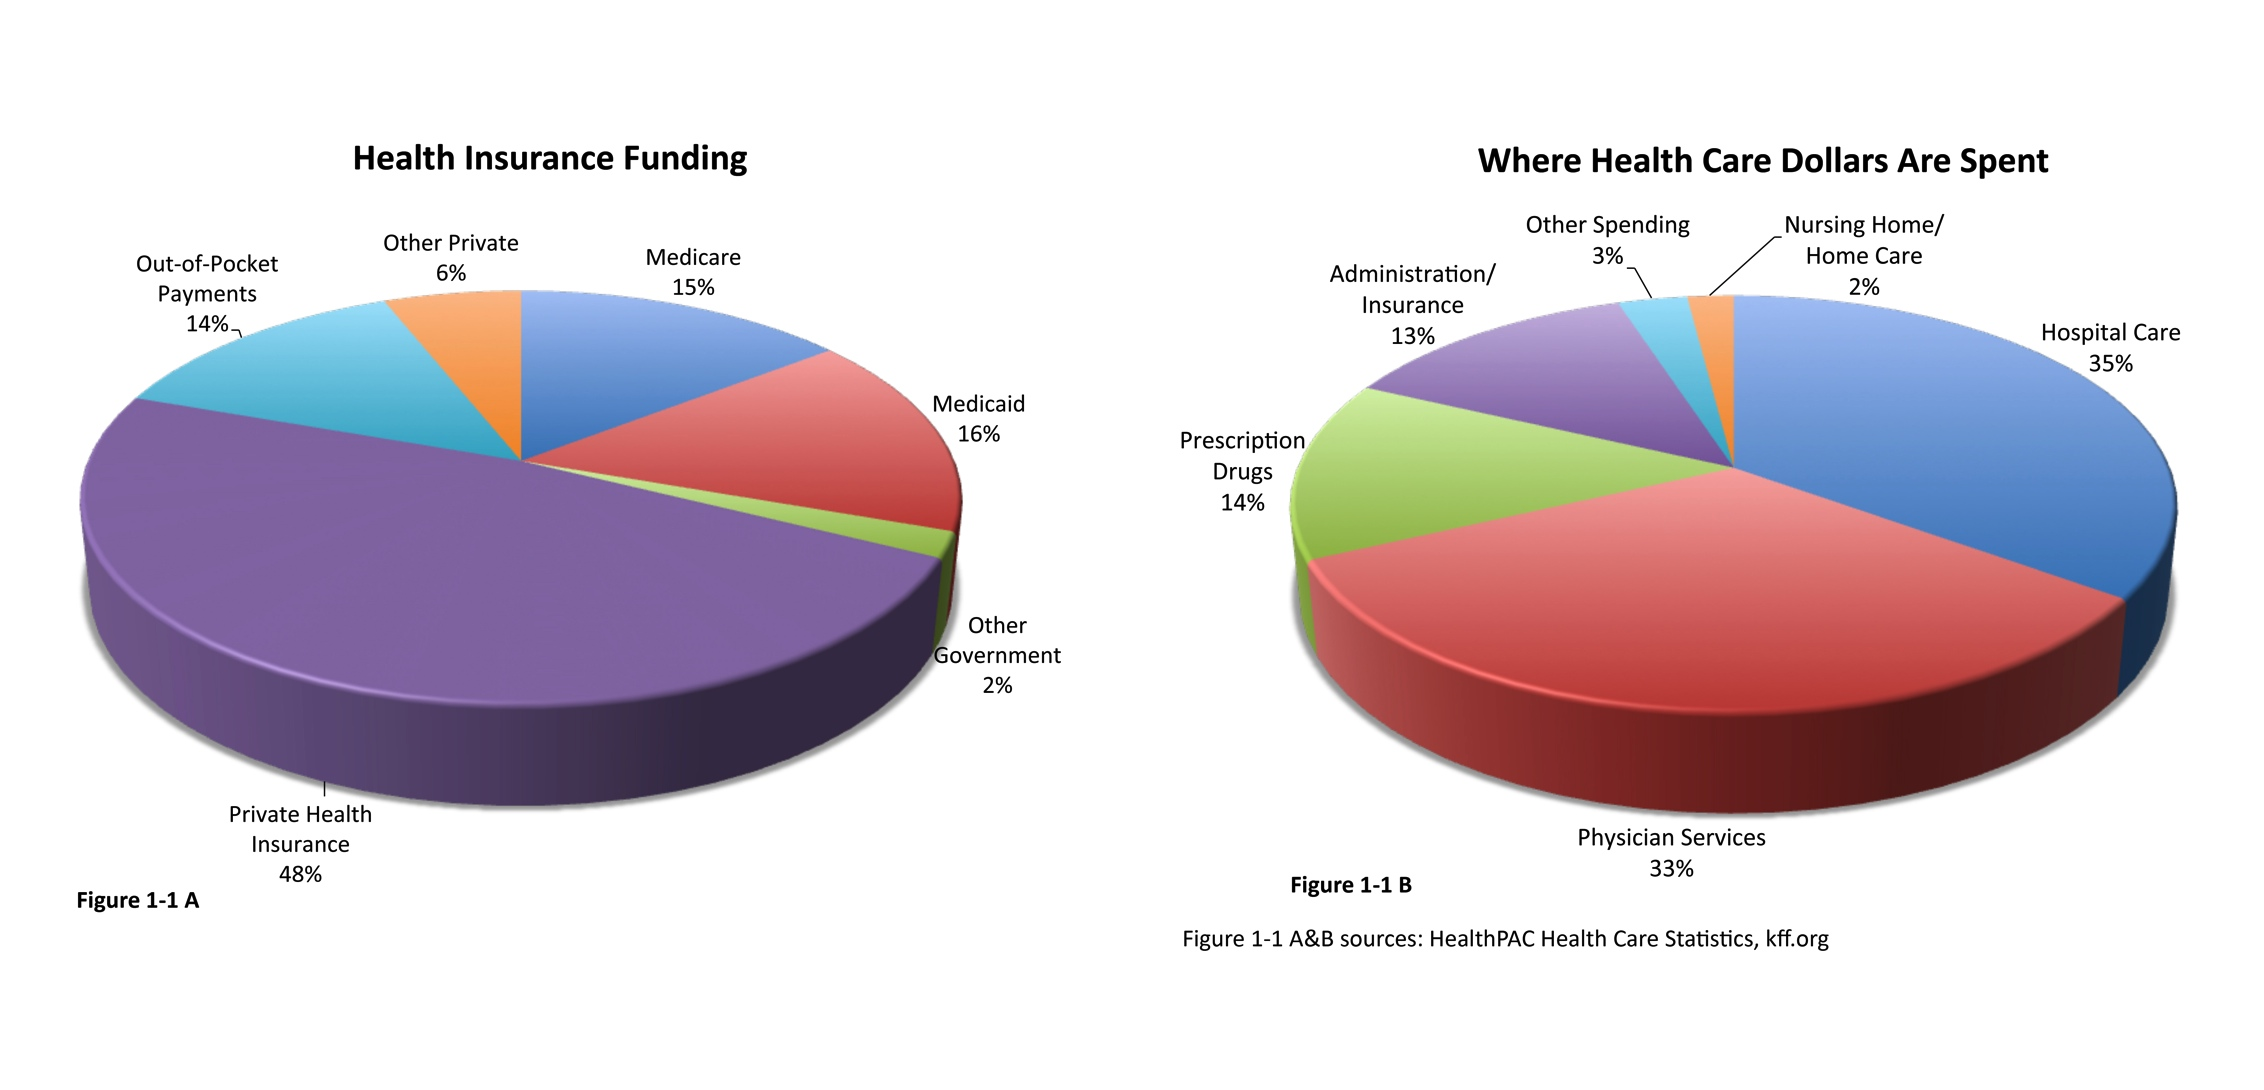 Health Insurance Funding
Other Private
6%
Medicare
15%
Out-of-Pocket
Payments
14%
Medicaid
16%
Other
Government
2%
Private Health
Insurance
48%
Figure 1-1 A
Where Health Care Dollars Are Spent
Other Spending
3%
Nursing Home/
Home Care
2%
Administration/
Insurance
13%
Hospital Care
35%
Prescription
Drugs
14%
Physician Services
33%
Figure 1-1 B
Figure 1-1 A&B sources: HealthPAC Health Care Statistics, kff.org